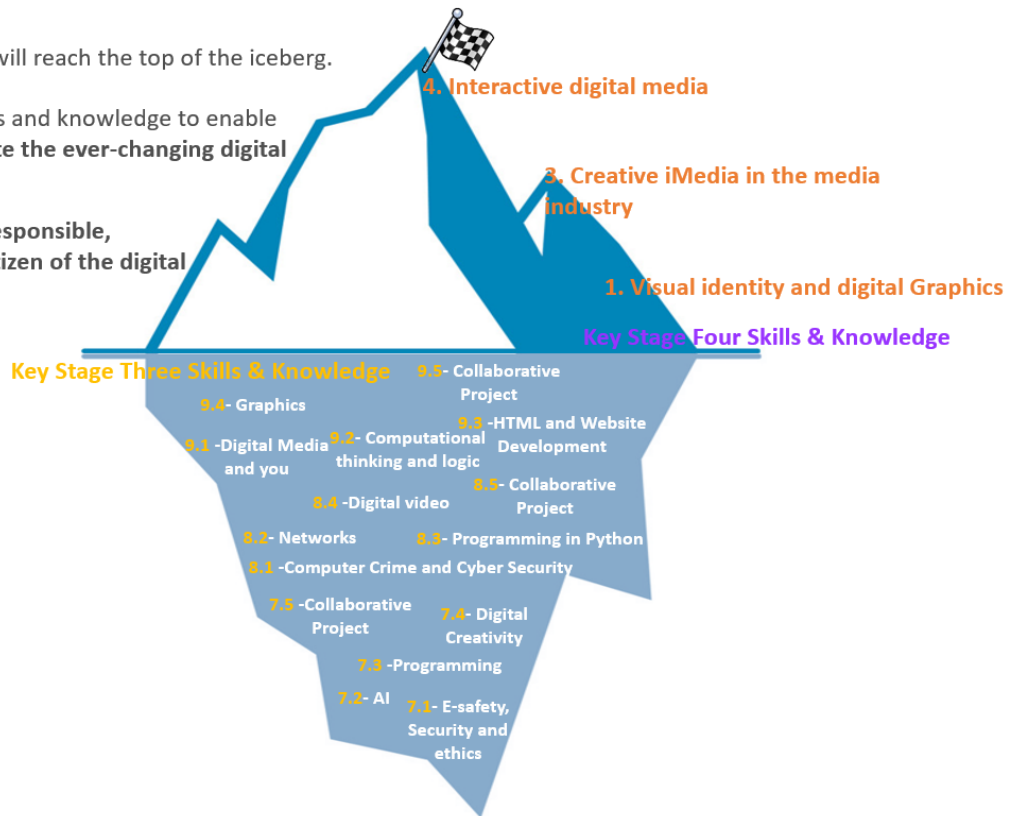 will reach the top of the iceberg.
4. Interactive digital media
s and knowledge to enable
te the ever-changing digital
3. Creative iMedia in the media
industry
esponsible,
tizen of the digital
1. Visual identity and digital Graphics
Key Stage Four Skills & Knowledge
Key Stage Three Skills & Knowledge
9.5- Collaborative
Project
9.4- Graphics
9.3 -HTML and Website
Development
9.1 -Digital Media
and you
9.2- Computational
thinking and logic
8.5- Collaborative
Project
8.4 -Digital video
8.2- Networks
8.3- Programming in Python
8.1 -Computer Crime and Cyber Security
7.5 -Collaborative
Project
7.4- Digital
Creativity
7.3 -Programming
7.2- AI
7.1- E-safety,
Security and
ethics